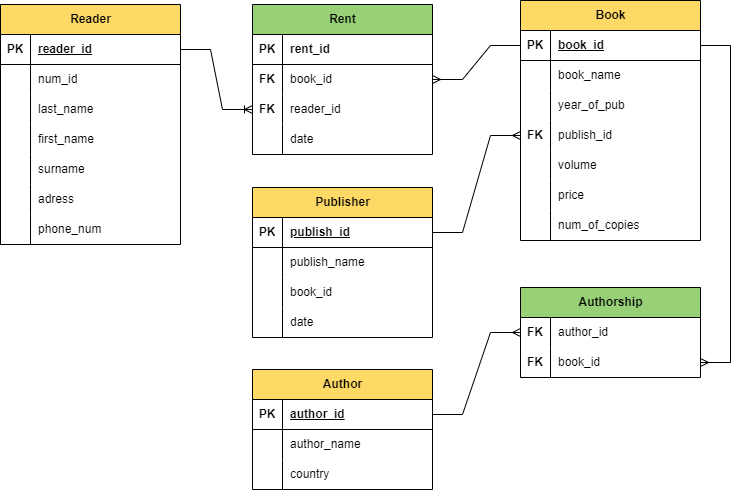 Reader
PK reader_id
num_id
last_name
first_name
surname
adress
phone_num
Rent
PK rent_id
FK book_id
FK reader_id
date
Book
PK book_id
book_name
year_of_pub
FK publish_id
volume
price
num_of_copies
Publisher
PK publish_id
publish_name
book_id
date
Authorship
FK author_id
FK book_id
Author
PK author_id
author_name
country